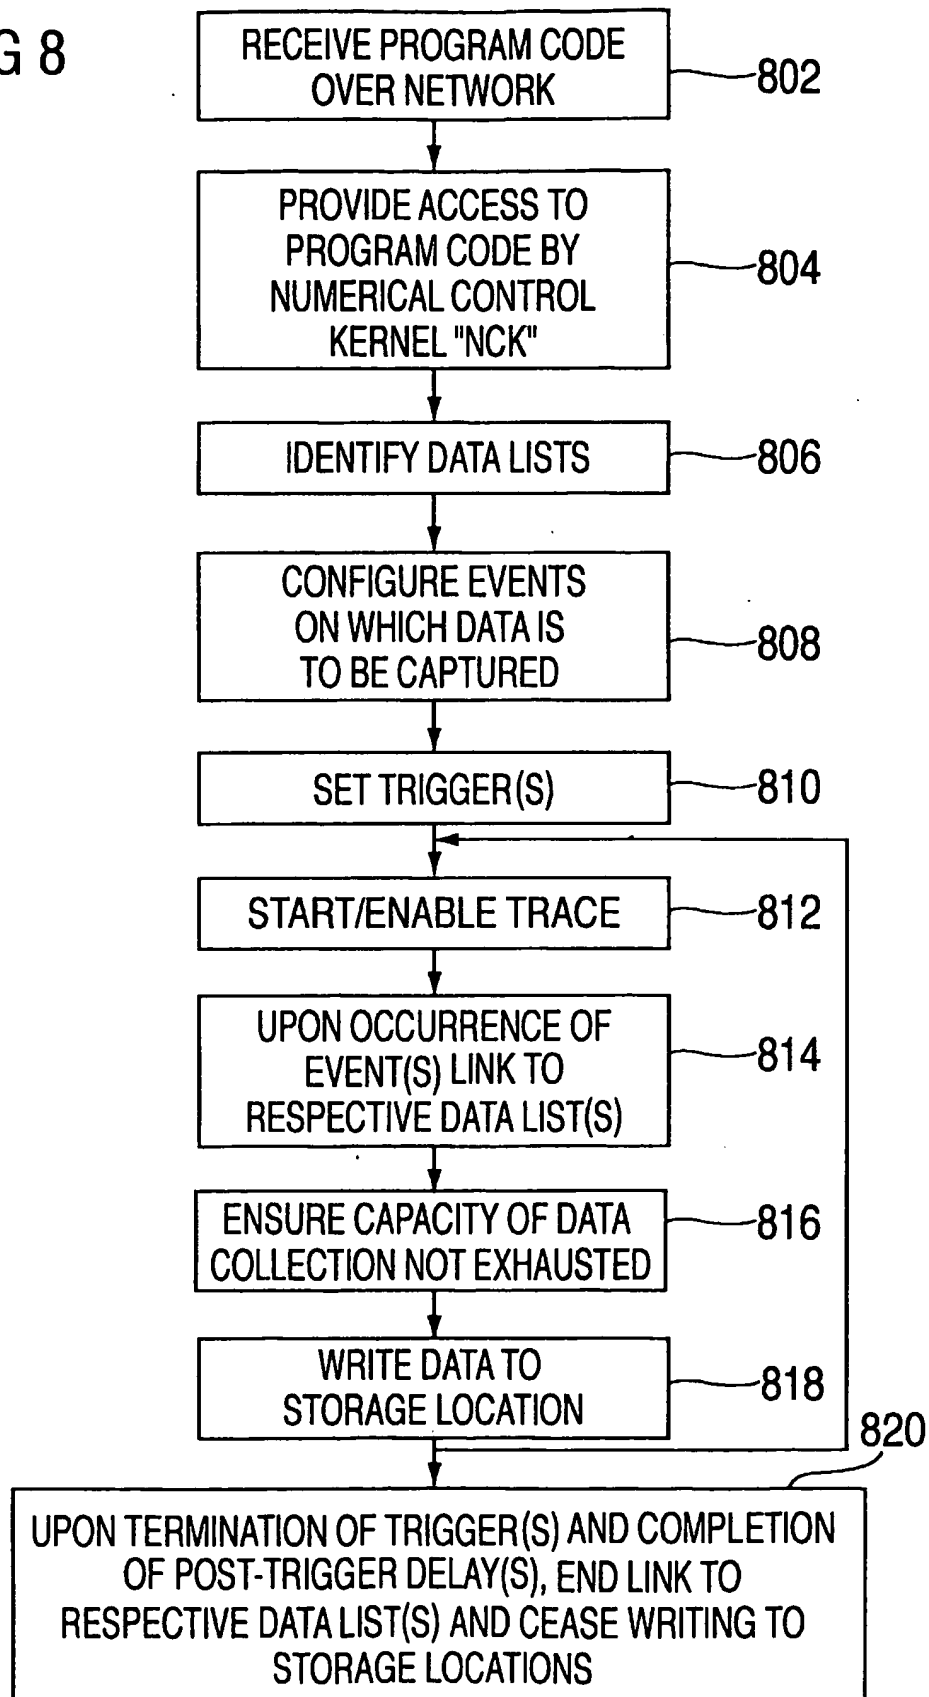 G 8
RECEIVE PROGRAM CODE
OVER NETWORK
802
PROVIDE ACCESS TO
PROGRAM CODE BY
NUMERICAL CONTROL
KERNEL "NCK"
804
IDENTIFY DATA LISTS
806
CONFIGURE EVENTS
ON WHICH DATA IS
TO BE CAPTURED
808
SET TRIGGER(S)
810
START/ENABLE TRACE
812
UPON OCCURRENCE OF
EVENT(S) LINK TO
RESPECTIVE DATA LIST(S)
814
ENSURE CAPACITY OF DATA
COLLECTION NOT EXHAUSTED
816
WRITE DATA TO
STORAGE LOCATION
818
820
UPON TERMINATION OF TRIGGER(S) AND COMPLETION
OF POST-TRIGGER DELAY(S), END LINK TO
RESPECTIVE DATA LIST(S) AND CEASE WRITING TO
STORAGE LOCATIONS